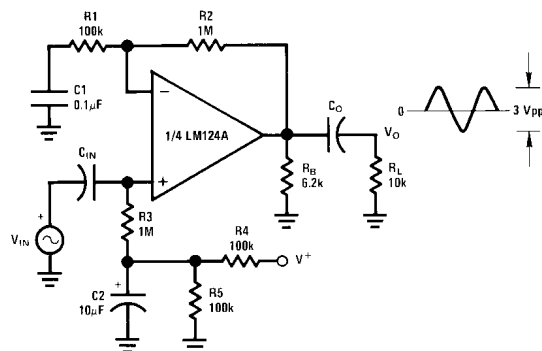 R1
100k
R2
1M
C1
0.1µF
−
1/4 LM124A
+
CO
VO
0
3 Vpp
RB
6.2k
RL
10k
CIN
+
VIN
R3
1M
R4
100k
V+
+
C2
10µF
R5
100k